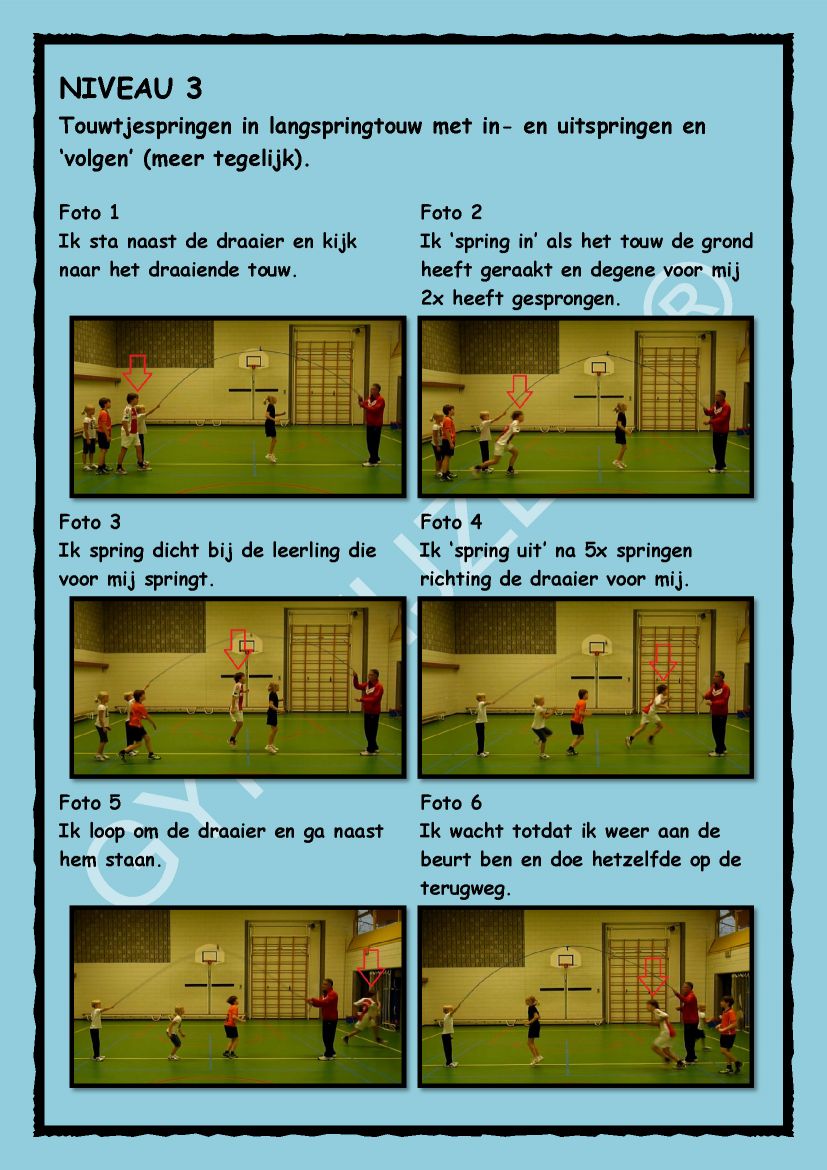 NIVEAU 3
Touwtjespringen in langspringtouw met in- en uitspringen en
‘volgen’ (meer tegelijk).
Foto 1
Ik sta naast de draaier en kijk
naar het draaiende touw.
Foto 2
Ik ‘spring in’ als het touw de grond
heeft geraakt en degene voor mij
2x heeft gesprongen.
Foto 3
Ik spring dicht bij de leerling die
voor mij springt.
Foto 4
Ik ‘spring uit’ na 5x springen
richting de draaier voor mij.
Foto 5
Ik loop om de draaier en ga naast
hem staan.
Foto 6
Ik wacht totdat ik weer aan de
beurt ben en doe hetzelfde op de
terugweg.